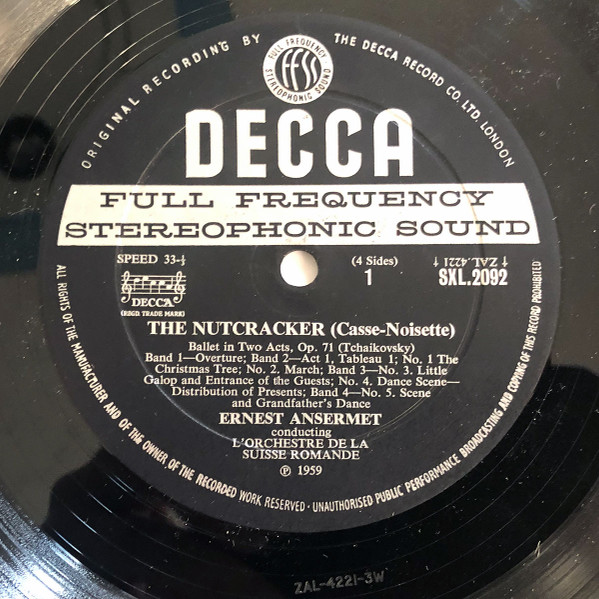 ORIGINAL RECORDING BY THE DECCA RECORD CO. LTD. LONDON
FULL FREQUENCY
ffss
STEREOPHONIC SOUND
DECCA
FULL FREQUENCY
STEREOPHONIC SOUND
SPEED 33-⅓
(4 Sides)
1
↑ ZAL.4221 ↓
SXL.2092
DECCA
(REGD. TRADE MARK)
THE NUTCRACKER (Casse-Noisette)
Ballet in Two Acts, Op. 71 (Tchaikovsky)
Band 1—Overture; Band 2—Act 1, Tableau 1; No. 1 The
Christmas Tree; No. 2. March; Band 3—No. 3. Little
Galop and Entrance of the Guests; No. 4. Dance Scene—
Distribution of Presents; Band 4—No. 5. Scene
and Grandfather's Dance
ERNEST ANSERMET
conducting
L'ORCHESTRE DE LA
SUISSE ROMANDE
℗ 1959
ALL RIGHTS OF THE MANUFACTURER AND OF THE OWNER OF THE RECORDED WORK RESERVED · UNAUTHORISED PUBLIC PERFORMANCE BROADCASTING AND COPYING OF THIS RECORD PROHIBITED
ZAL-4221-3W